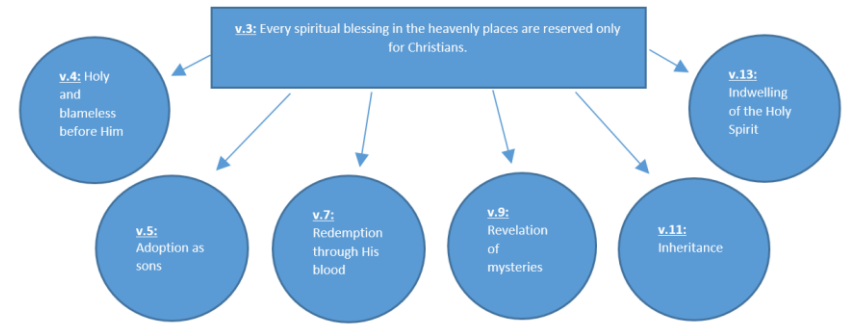 v.3: Every spiritual blessing in the heavenly places are reserved only
for Christians.
v.4: Holy
and
blameless
before Him
v.5:
Adoption as
sons
v.7:
Redemption
through His
blood
v.9:
Revelation
of
mysteries
v.11:
Inheritance
v.13:
Indwelling
of the Holy
Spirit